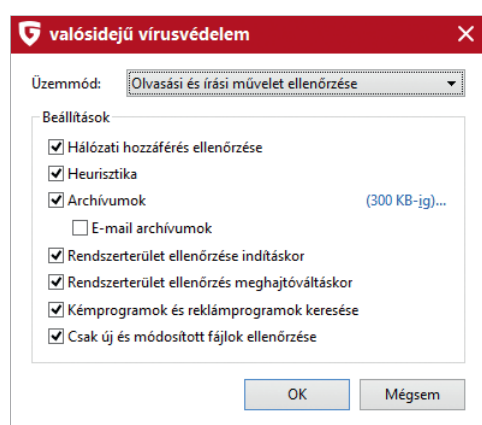 valósidejű vírusvédelem
Üzemmód: Olvasási és írási művelet ellenőrzése
Beállítások
Hálózati hozzáférés ellenőrzése
Heurisztika
Archívumok (300 KB-ig)...
E-mail archívumok
Rendszerterület ellenőrzése indításkor
Rendszerterület ellenőrzés meghajtóváltáskor
Kémprogramok és reklámprogramok keresése
Csak új és módosított fájlok ellenőrzése
OK Mégsem